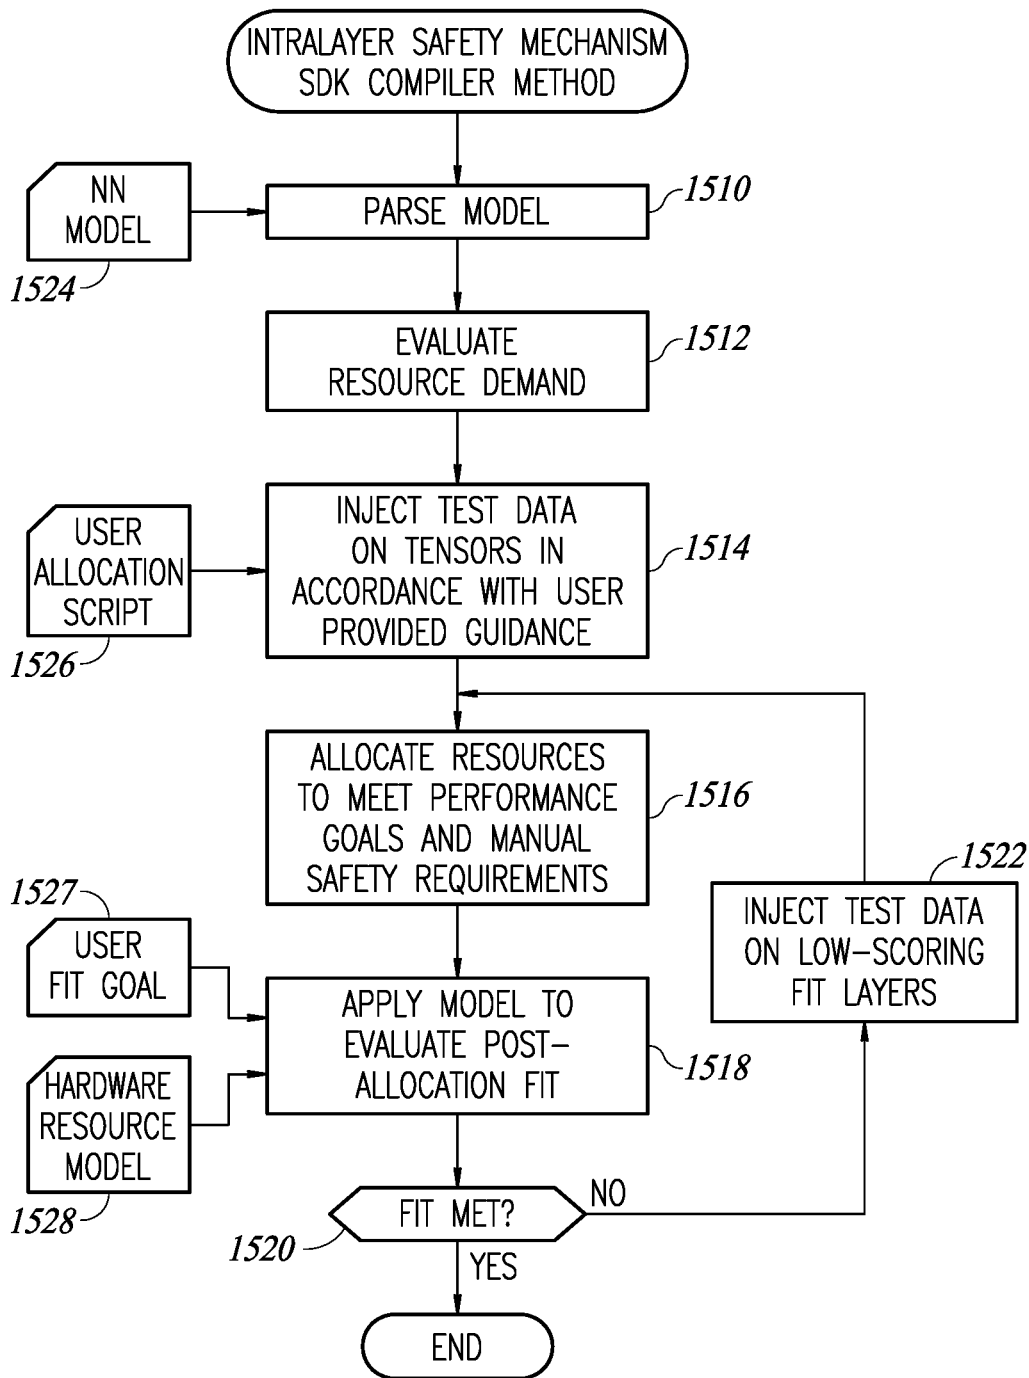 INTRALAYER SAFETY MECHANISM
SDK COMPILER METHOD
NN
MODEL
1524
PARSE MODEL
1510
EVALUATE
RESOURCE DEMAND
1512
USER
ALLOCATION
SCRIPT
1526
INJECT TEST DATA
ON TENSORS IN
ACCORDANCE WITH USER
PROVIDED GUIDANCE
1514
ALLOCATE RESOURCES
TO MEET PERFORMANCE
GOALS AND MANUAL
SAFETY REQUIREMENTS
1516
1522
INJECT TEST DATA
ON LOW-SCORING
FIT LAYERS
1527
USER
FIT GOAL
APPLY MODEL TO
EVALUATE POST-
ALLOCATION FIT
1518
HARDWARE
RESOURCE
MODEL
1528
FIT MET?
1520
NO
YES
END